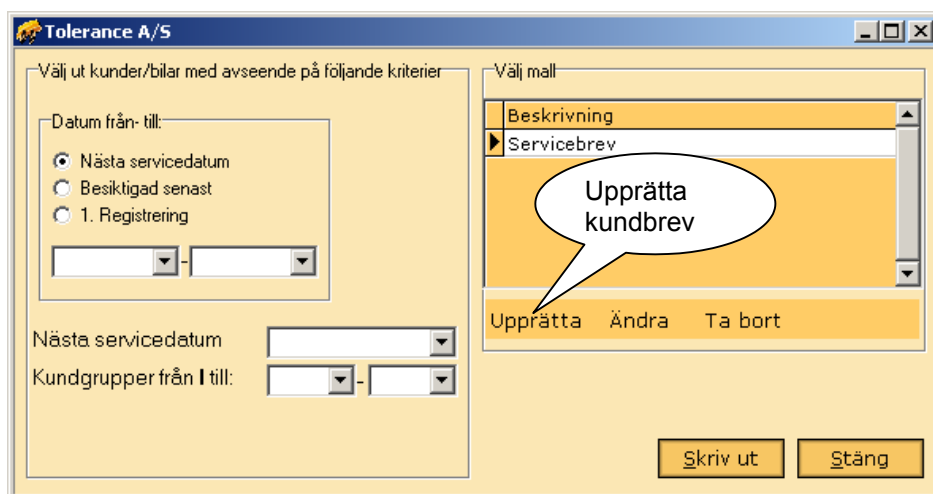 Tolerance A/S
Välj ut kunder/bilar med avseende på följande kriterier
Datum från- till:
Nästa servicedatum
Besiktigad senast
1. Registrering
-
Nästa servicedatum
Kundgrupper från I till:
-
Välj mall
Beskrivning
Servicebrev
Upprätta
kundbrev
Upprätta Ändra Ta bort
Skriv ut Stäng